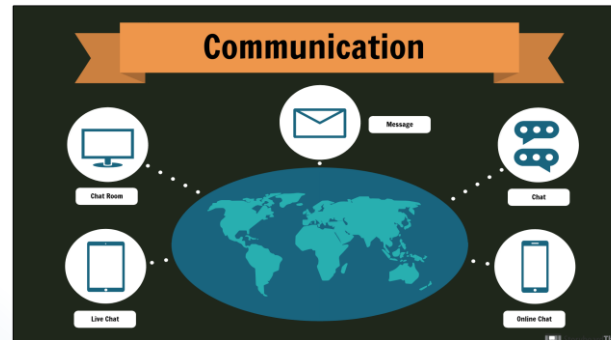 Communication
Message
Chat Room
Chat
Live Chat
Online Chat